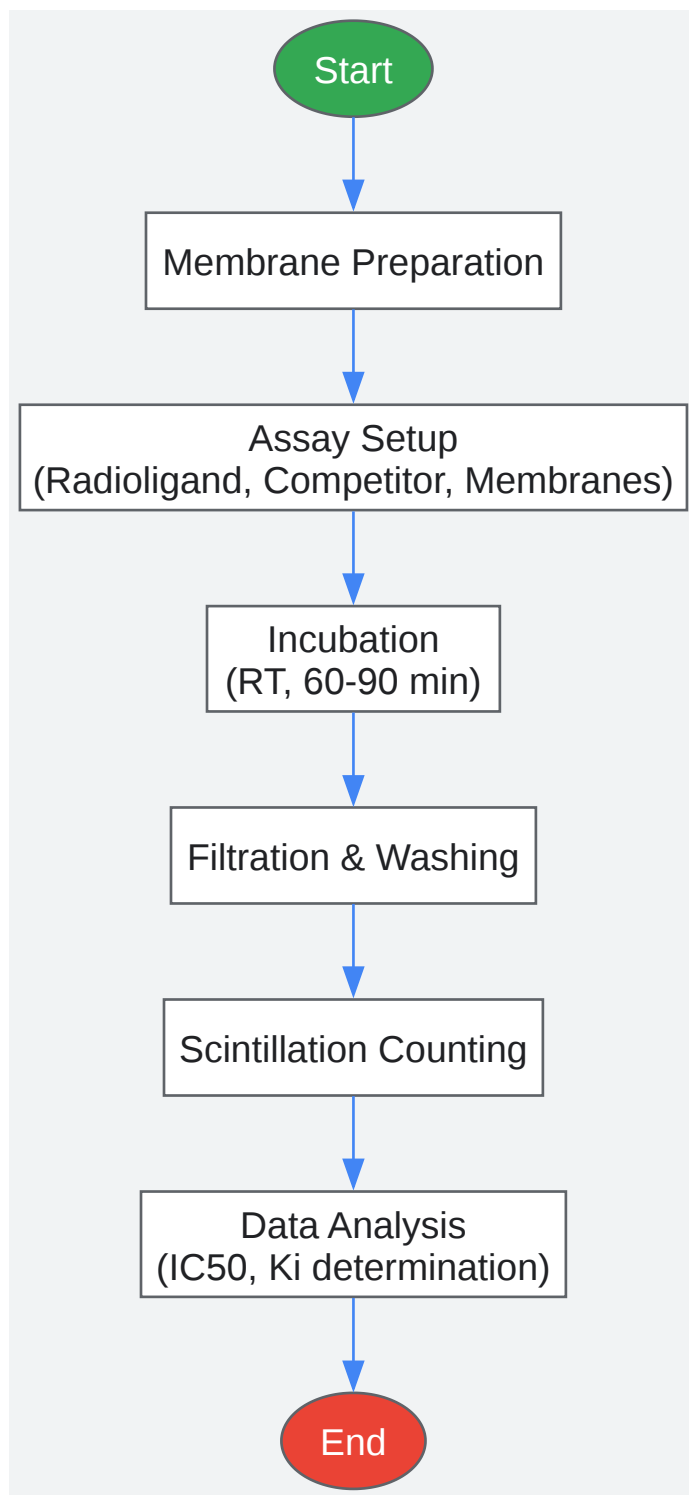 Start
Membrane Preparation
Assay Setup
(Radioligand, Competitor, Membranes)
Incubation
(RT, 60-90 min)
Filtration & Washing
Scintillation Counting
Data Analysis
(IC50, Ki determination)
End